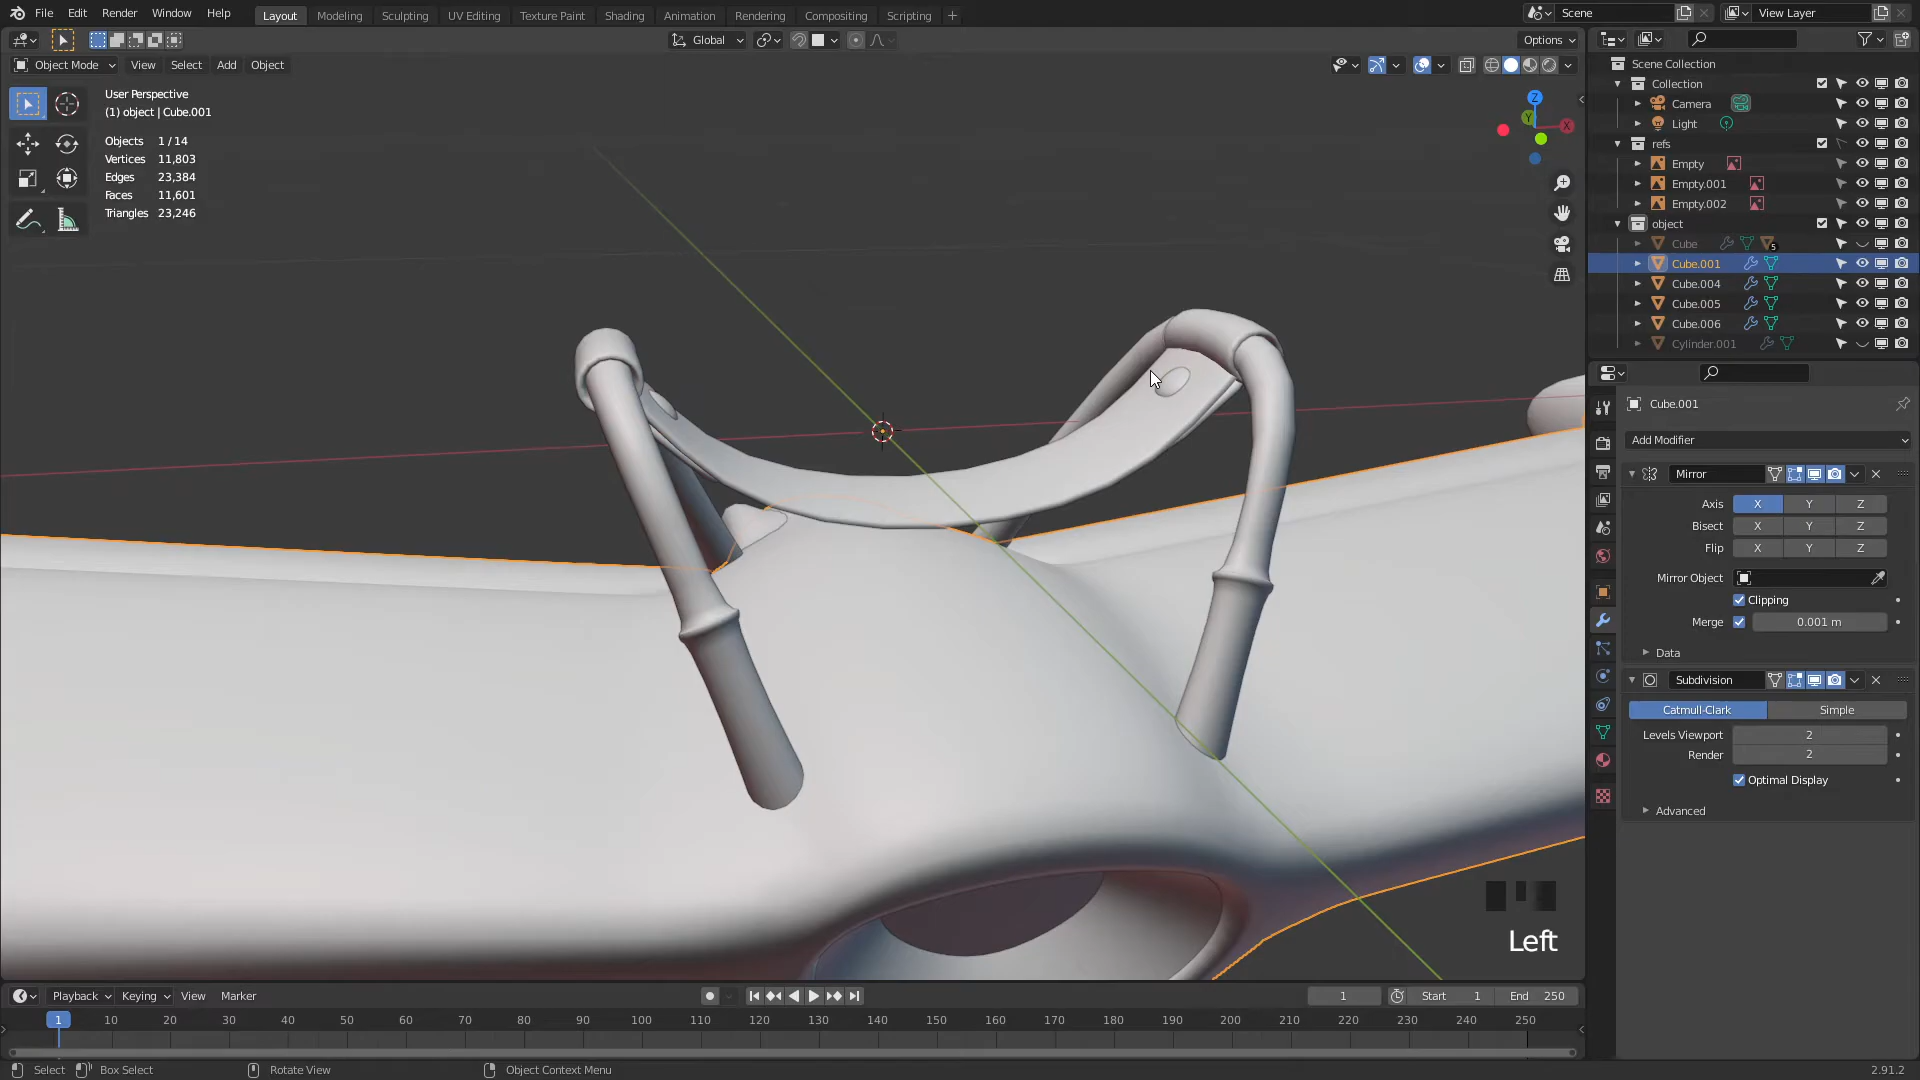 File Edit Render Window Help
Layout Modeling Sculpting UV Editing Texture Paint Shading Animation Rendering Compositing Scripting +
Scene
View Layer
Global
Options
Object Mode View Select Add Object
User Perspective
(1) object | Cube.001
Objects 1 / 14
Vertices 11,803
Edges 23,384
Faces 11,601
Triangles 23,246
Z
Y
X
Scene Collection
Collection
Camera
Light
refs
Empty
Empty.001
Empty.002
object
Cube
5
Cube.001
Cube.004
Cube.005
Cube.006
Cylinder.001
Cube.001
Add Modifier
Mirror
Axis X Y Z
Bisect X Y Z
Flip X Y Z
Mirror Object
Clipping
Merge 0.001 m
Data
Subdivision
Catmull-Clark Simple
Levels Viewport 2
Render 2
Optimal Display
Advanced
Left
Playback Keying View Marker
1
Start 1 End 250
1 10 20 30 40 50 60 70 80 90 100 110 120 130 140 150 160 170 180 190 200 210 220 230 240 250
Select Box Select Rotate View Object Context Menu
2.91.2